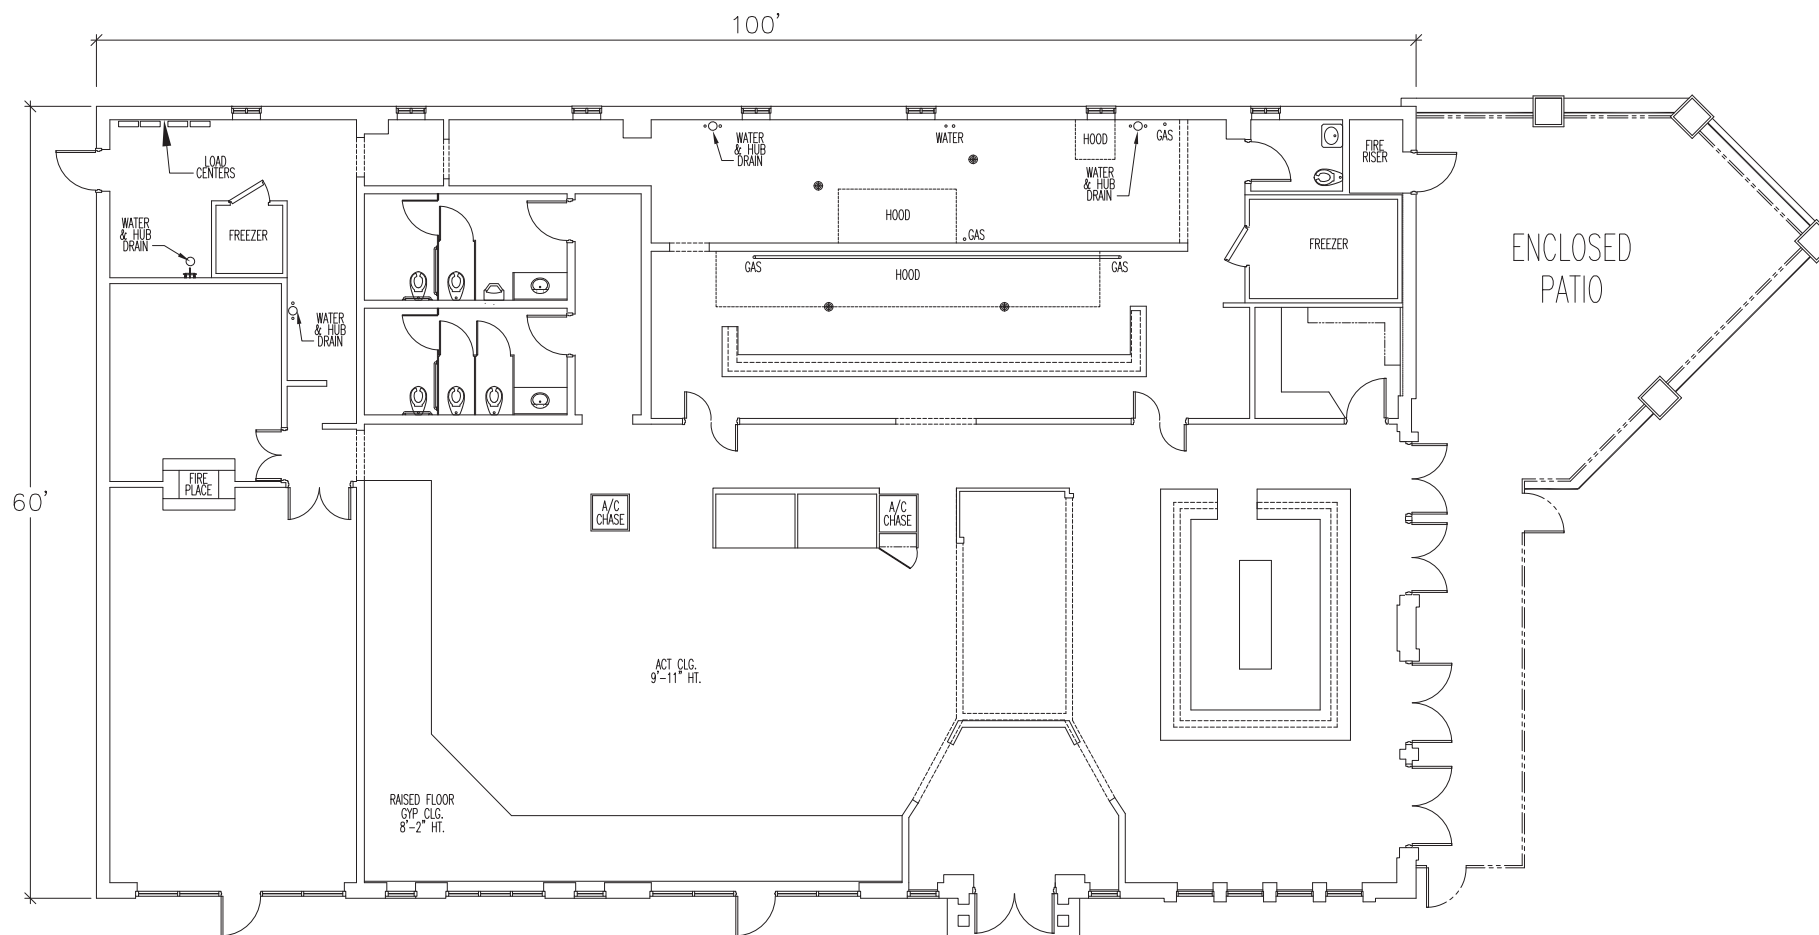 100'
LOAD
CENTERS
WATER
& HUB
DRAIN
WATER
GAS
HOOD
FIRE
RISER
WATER
& HUB
DRAIN
WATER
& HUB
DRAIN
FREEZER
HOOD
GAS
FREEZER
ENCLOSED
PATIO
GAS
HOOD
GAS
WATER
& HUB
DRAIN
60'
FIRE
PLACE
A/C
CHASE
A/C
CHASE
ACT CLG.
9'-11" HT.
RAISED FLOOR
GYP CLG.
8'-2" HT.